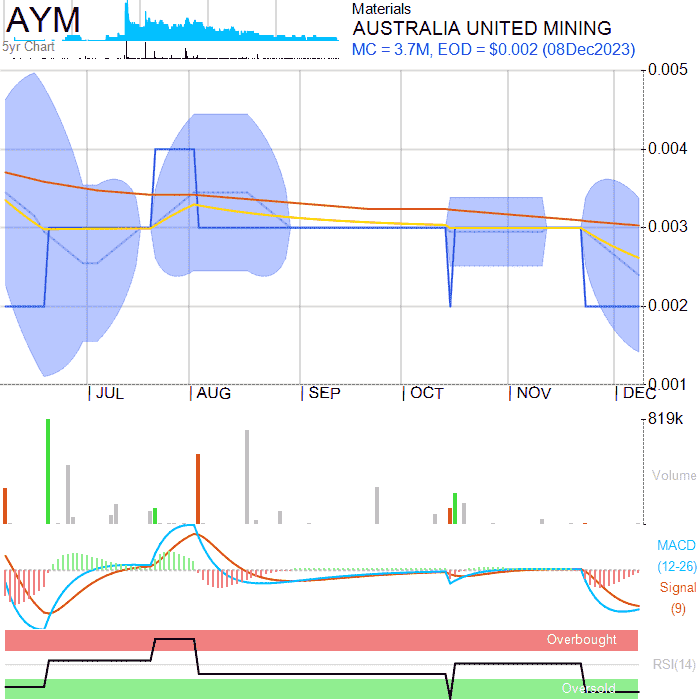 AYM
5yr Chart
Materials
AUSTRALIA UNITED MINING
MC = 3.7M, EOD = $0.002 (08Dec2023)
0.005
0.004
0.003
0.002
0.001
JUL AUG SEP OCT NOV DEC
819k
Volume
MACD
(12-26)
Signal
(9)
Overbought
RSI(14)
Oversold